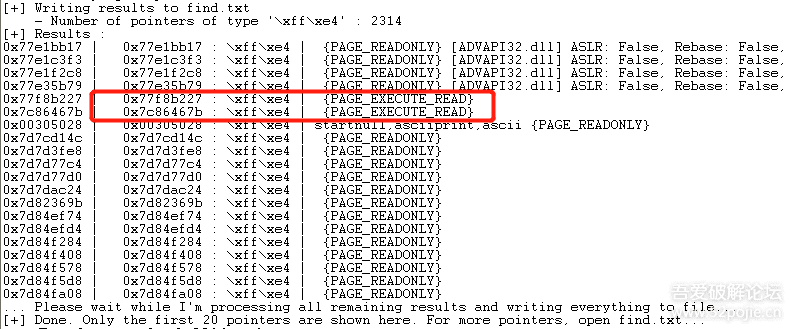 [+] Writing results to find.txt
    - Number of pointers of type '\xff\xe4' : 2314
[+] Results :
0x77e1bb17 |   0x77e1bb17 : \xff\xe4 |  {PAGE_READONLY} [ADVAPI32.dll] ASLR: False, Rebase: False,
0x77e1c3f3 |   0x77e1c3f3 : \xff\xe4 |  {PAGE_READONLY} [ADVAPI32.dll] ASLR: False, Rebase: False,
0x77e1f2c8 |   0x77e1f2c8 : \xff\xe4 |  {PAGE_READONLY} [ADVAPI32.dll] ASLR: False, Rebase: False,
0x77e35b79 |   0x77e35b79 : \xff\xe4 |  {PAGE_READONLY} [ADVAPI32.dll] ASLR: False, Rebase: False,
0x77f8b227 |   0x77f8b227 : \xff\xe4 |  {PAGE_EXECUTE_READ}
0x7c86467b |   0x7c86467b : \xff\xe4 |  {PAGE_EXECUTE_READ}
0x00305028 |   0x00305028 : \xff\xe4 | startnull,asciiprint,ascii {PAGE_READONLY}
0x7d7cd14c |   0x7d7cd14c : \xff\xe4 |  {PAGE_READONLY}
0x7d7d3fe8 |   0x7d7d3fe8 : \xff\xe4 |  {PAGE_READONLY}
0x7d7d77c4 |   0x7d7d77c4 : \xff\xe4 |  {PAGE_READONLY}
0x7d7d77d0 |   0x7d7d77d0 : \xff\xe4 |  {PAGE_READONLY}
0x7d7dac24 |   0x7d7dac24 : \xff\xe4 |  {PAGE_READONLY}
0x7d82369b |   0x7d82369b : \xff\xe4 |  {PAGE_READONLY}
0x7d84ef74 |   0x7d84ef74 : \xff\xe4 |  {PAGE_READONLY}
0x7d84efd4 |   0x7d84efd4 : \xff\xe4 |  {PAGE_READONLY}
0x7d84f284 |   0x7d84f284 : \xff\xe4 |  {PAGE_READONLY}
0x7d84f408 |   0x7d84f408 : \xff\xe4 |  {PAGE_READONLY}
0x7d84f578 |   0x7d84f578 : \xff\xe4 |  {PAGE_READONLY}
0x7d84f5d8 |   0x7d84f5d8 : \xff\xe4 |  {PAGE_READONLY}
0x7d84fa08 |   0x7d84fa08 : \xff\xe4 |  {PAGE_READONLY}
... Please wait while I'm processing all remaining results and writing everything to file...
[+] Done. Only the first 20 pointers are shown here. For more pointers, open find.txt...
吾爱破解论坛
www.52pojie.cn